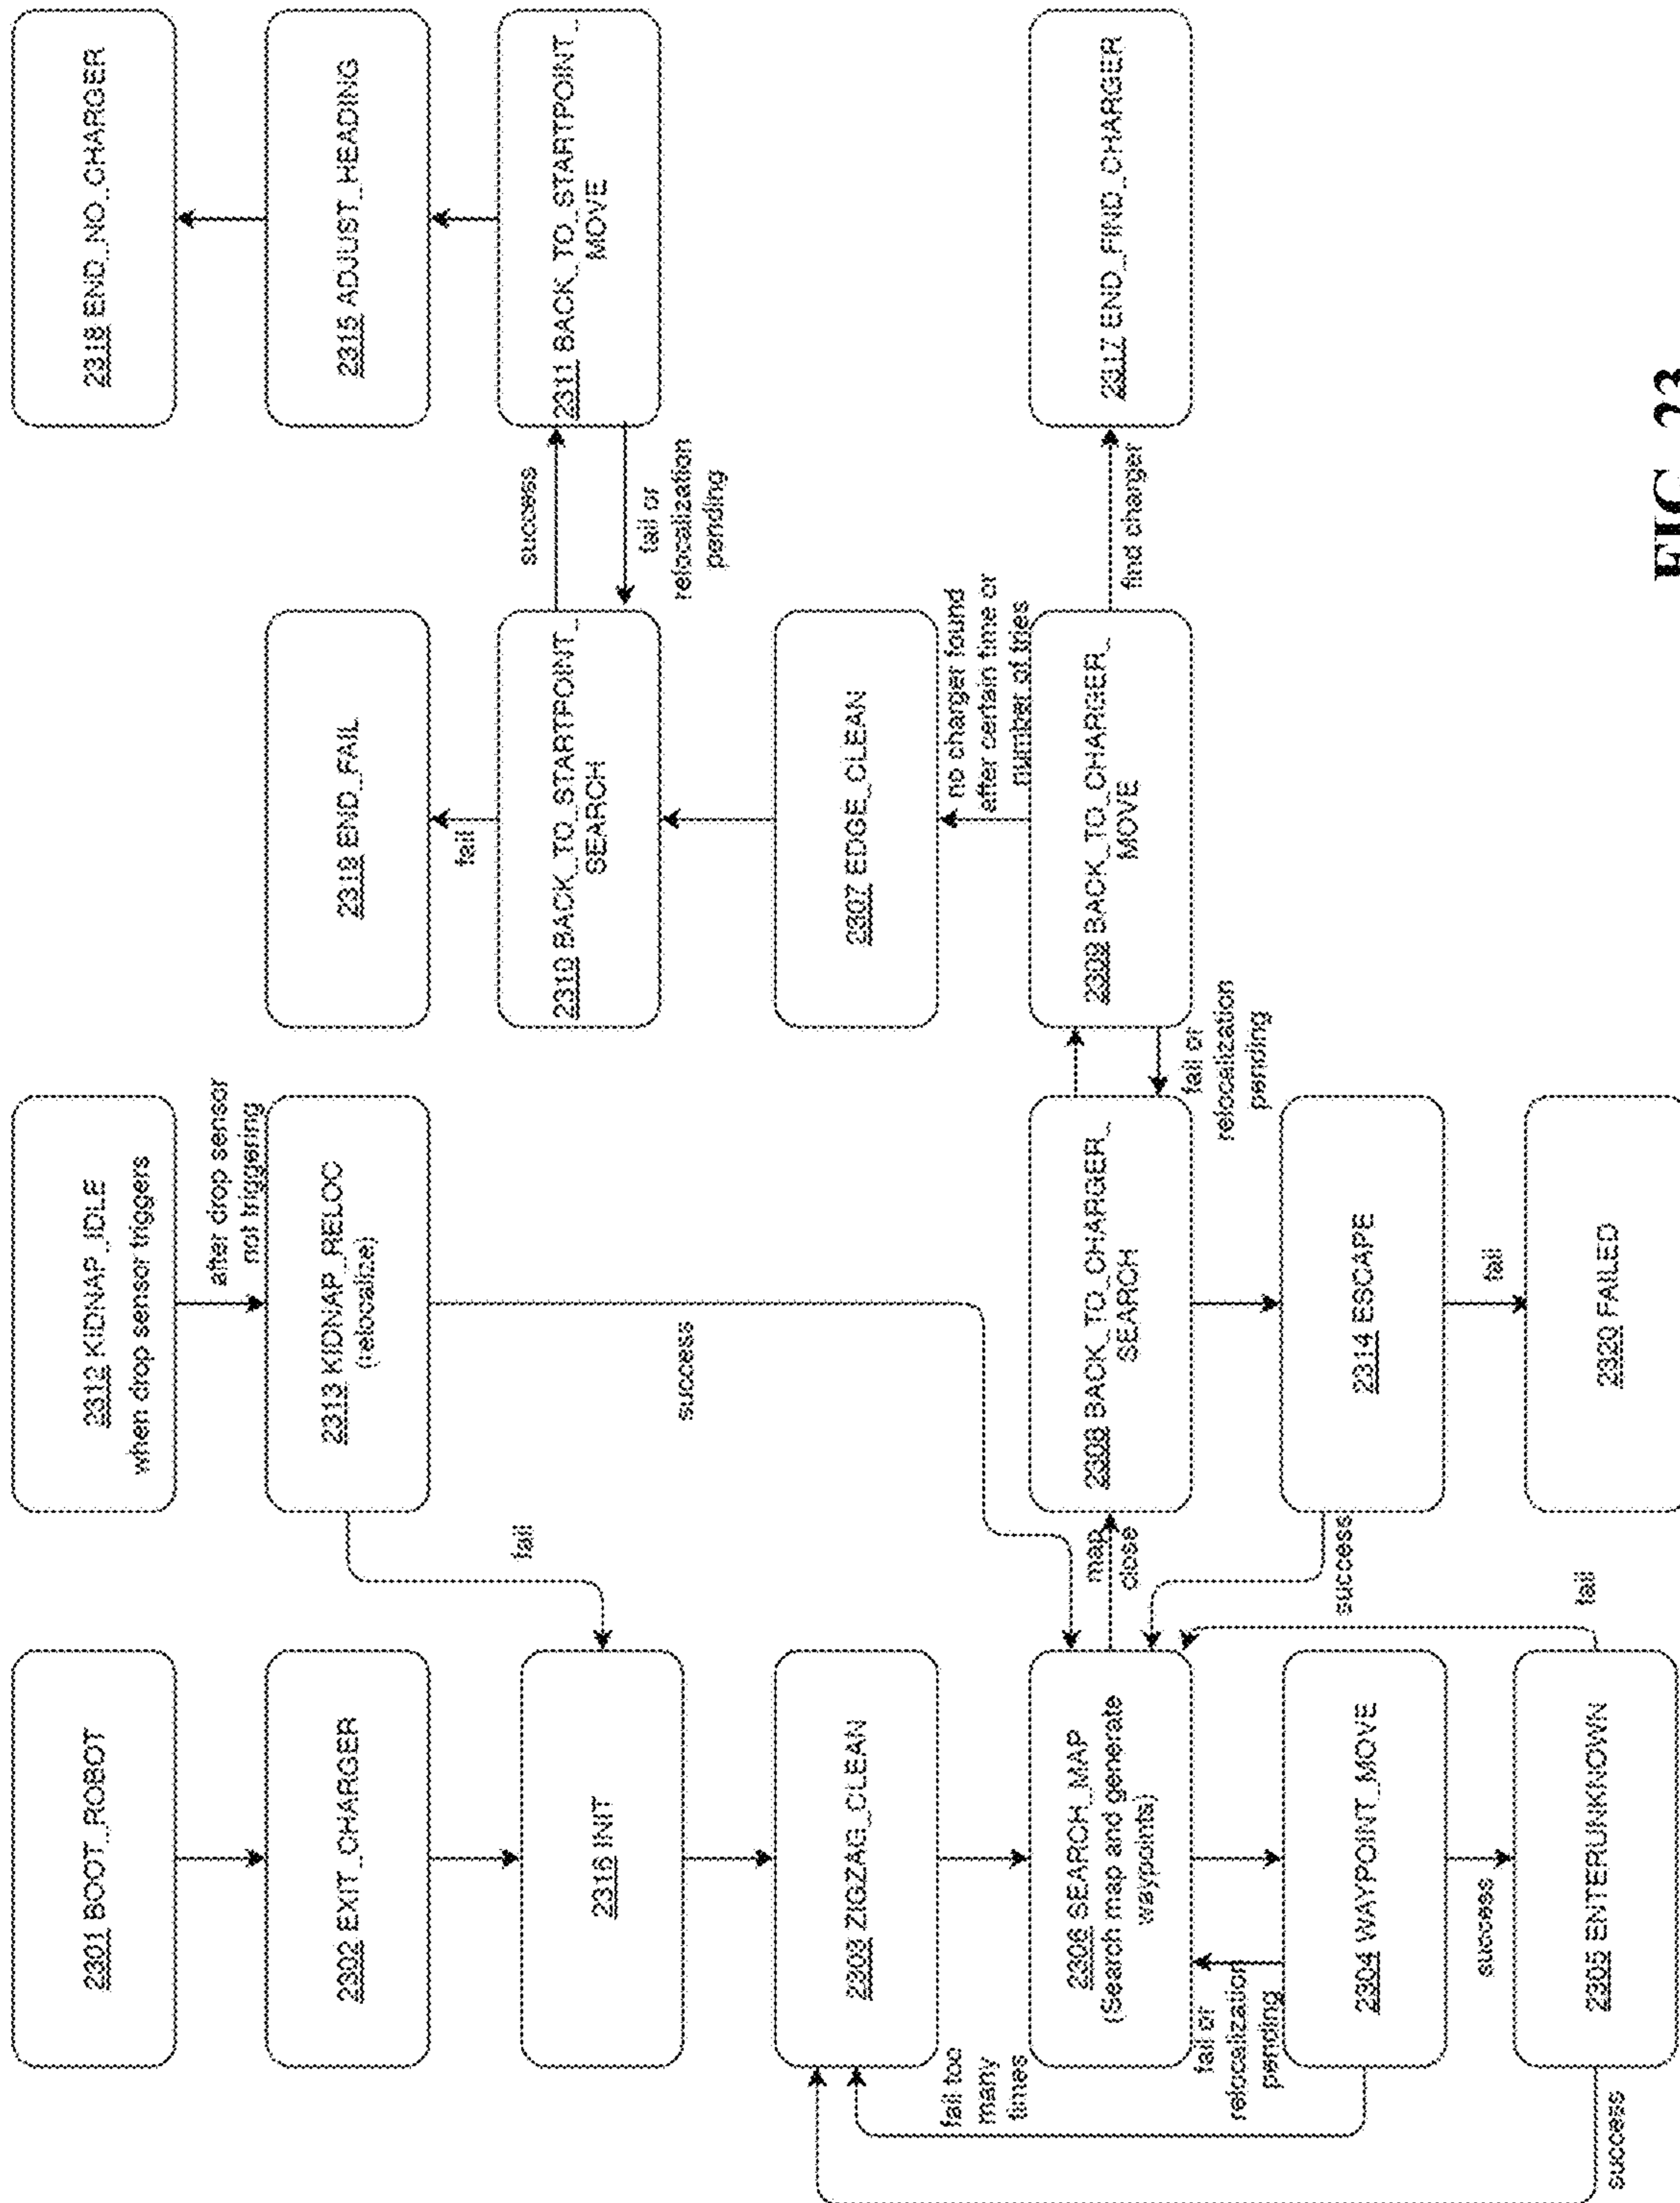 2301 BOOT_ROBOT
2302 EXIT_CHARGER
2316 INIT
2303 ZIGZAG_CLEAN
2306 SEARCH_MAP
(Search map and generate
waypoints)
2304 WAYPOINT_MOVE
2305 ENTERUNKNOWN
fail too
many
times
fail or
relocalization
pending
success
success
fail
2312 KIDNAP_IDLE
when drop sensor triggers
after drop sensor
not triggering
2313 KIDNAP_RELOC
(relocalize)
fail
success
map
close
2308 BACK_TO_CHARGER_
SEARCH
2314 ESCAPE
success
fail
2320 FAILED
2319 END_FAIL
fail
2310 BACK_TO_STARTPOINT_
SEARCH
2307 EDGE_CLEAN
no charger found
after certain time or
number of tries
2309 BACK_TO_CHARGER_
MOVE
fail or
relocalization
pending
2318 END_NO_CHARGER
2315 ADJUST_HEADING
2311 BACK_TO_STARTPOINT_
MOVE
success
fail or
relocalization
pending
find charger
2317 END_FIND_CHARGER
FIG. 23